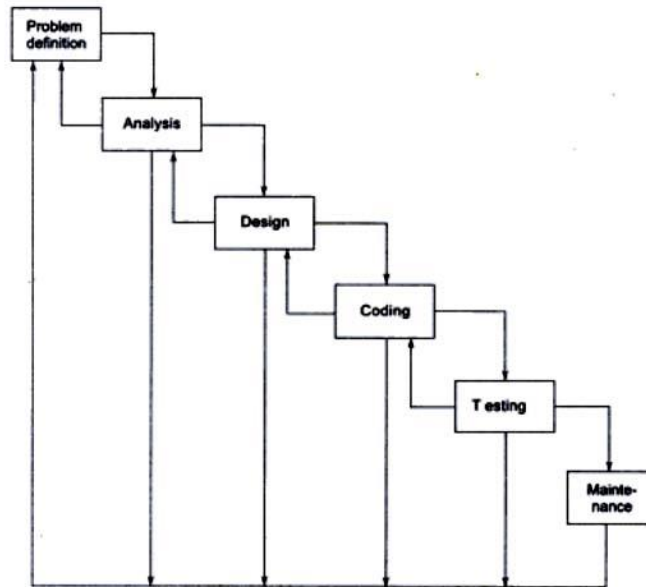 Problem
definition
Analysis
Design
Coding
T esting
Mainte-
nance